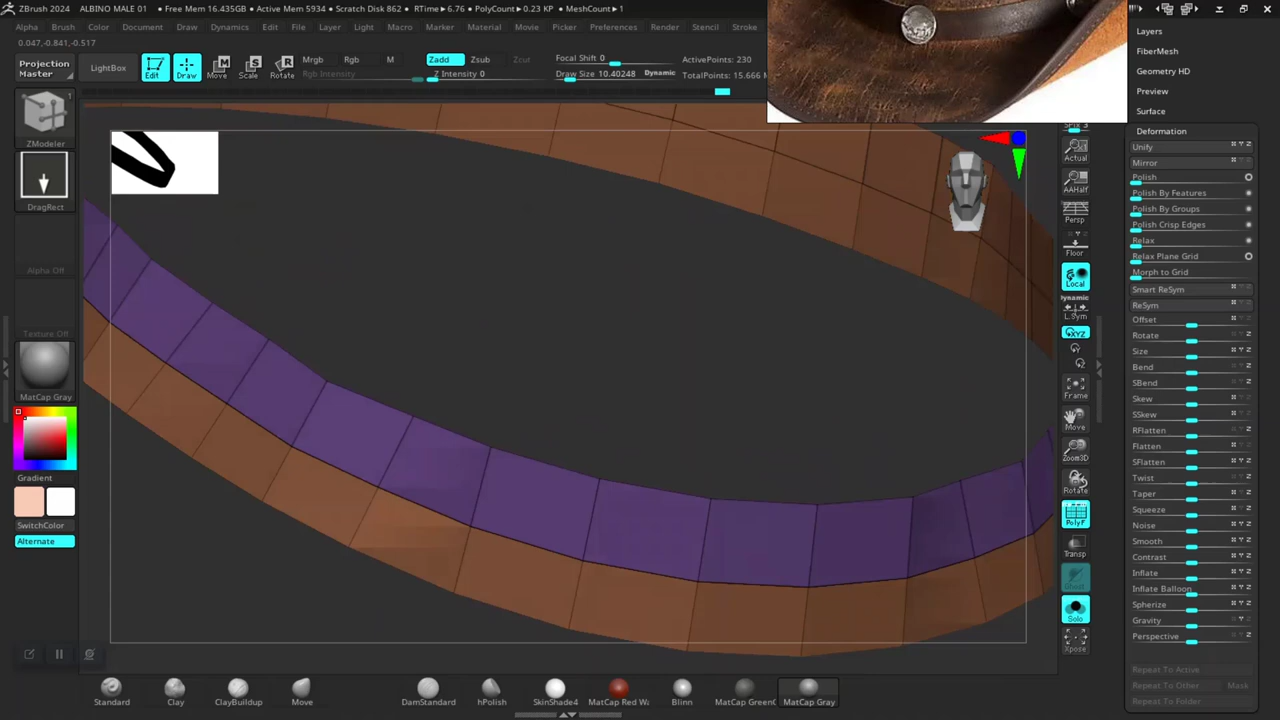 ZBrush 2024 ALBINO MALE 01 • Free Mem 16.435GB • Active Mem 5934 • Scratch Disk 862 • RTime▸6.76 • PolyCount▸0.23 KP • MeshCount▸1
Alpha Brush Color Document Draw Dynamics Edit File Layer Light Macro Marker Material Movie Picker Preferences Render Stencil Stroke
0.047,-0.841,-0.517
Projection Master
LightBox
Edit Draw Move Scale Rotate
Mrgb Rgb M
Rgb Intensity
Zadd Zsub Zcut
Z Intensity 0
Focal Shift 0
Draw Size 10.40248 Dynamic
ActivePoints: 230
TotalPoints: 15.666 M
1
ZModeler
DragRect
Alpha Off
Texture Off
MatCap Gray
Gradient
SwitchColor
Alternate
SPix 3
Actual
AAHalf
Persp
Floor
Local
Dynamic
L.Sym
XYZ
Frame
Move
Zoom3D
Rotate
PolyF
Transp
Ghost
Solo
Xpose
Layers
FiberMesh
Geometry HD
Preview
Surface
Deformation
Unify
Mirror
Polish
Polish By Features
Polish By Groups
Polish Crisp Edges
Relax
Relax Plane Grid
Morph to Grid
Smart ReSym
ReSym
Offset
Rotate
Size
Bend
SBend
Skew
SSkew
RFlatten
Flatten
SFlatten
Twist
Taper
Squeeze
Noise
Smooth
Contrast
Inflate
Inflate Balloon
Spherize
Gravity
Perspective
Repeat To Active
Repeat To Other Mask
Repeat To Folder
Standard Clay ClayBuildup Move DamStandard hPolish SkinShade4 MatCap Red Wa Blinn MatCap GreenC MatCap Gray